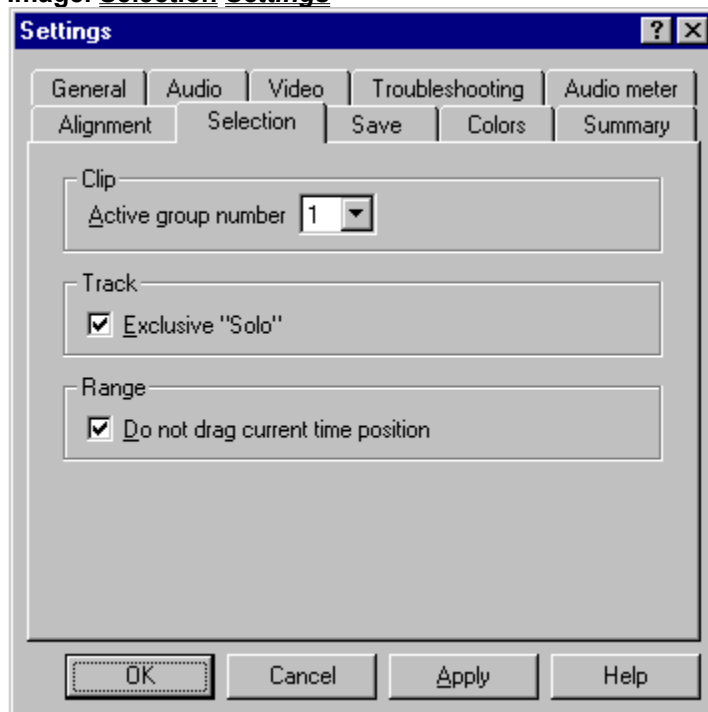 Image: Selection Settings
Settings
General Audio Video Troubleshooting Audio meter
Alignment Selection Save Colors Summary
Clip
Active group number 1
Track
Exclusive "Solo"
Range
Do not drag current time position
OK Cancel Apply Help